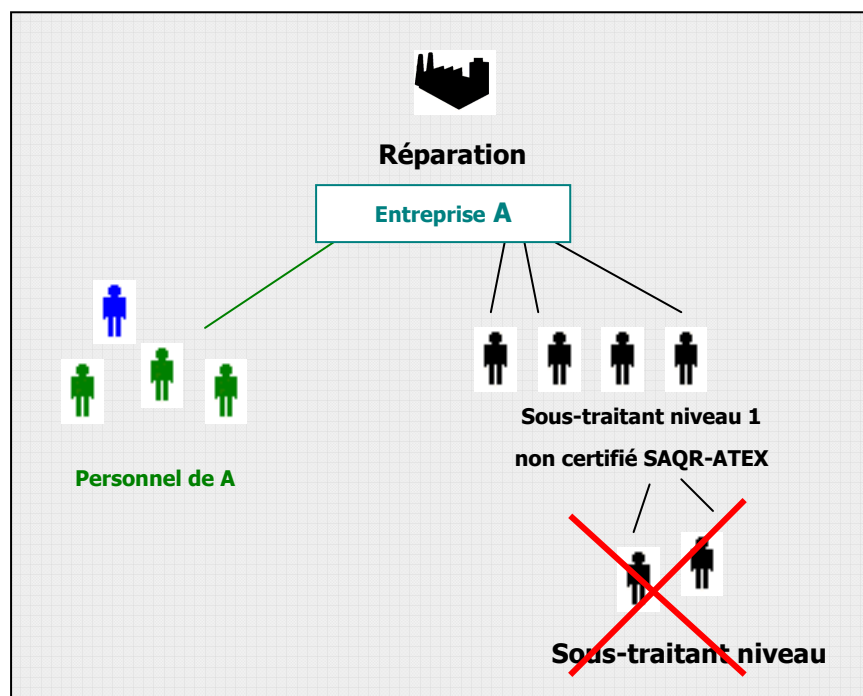 Réparation
Entreprise A
Sous-traitant niveau 1
non certifié SAQR-ATEX
Personnel de A
Sous-traitant niveau